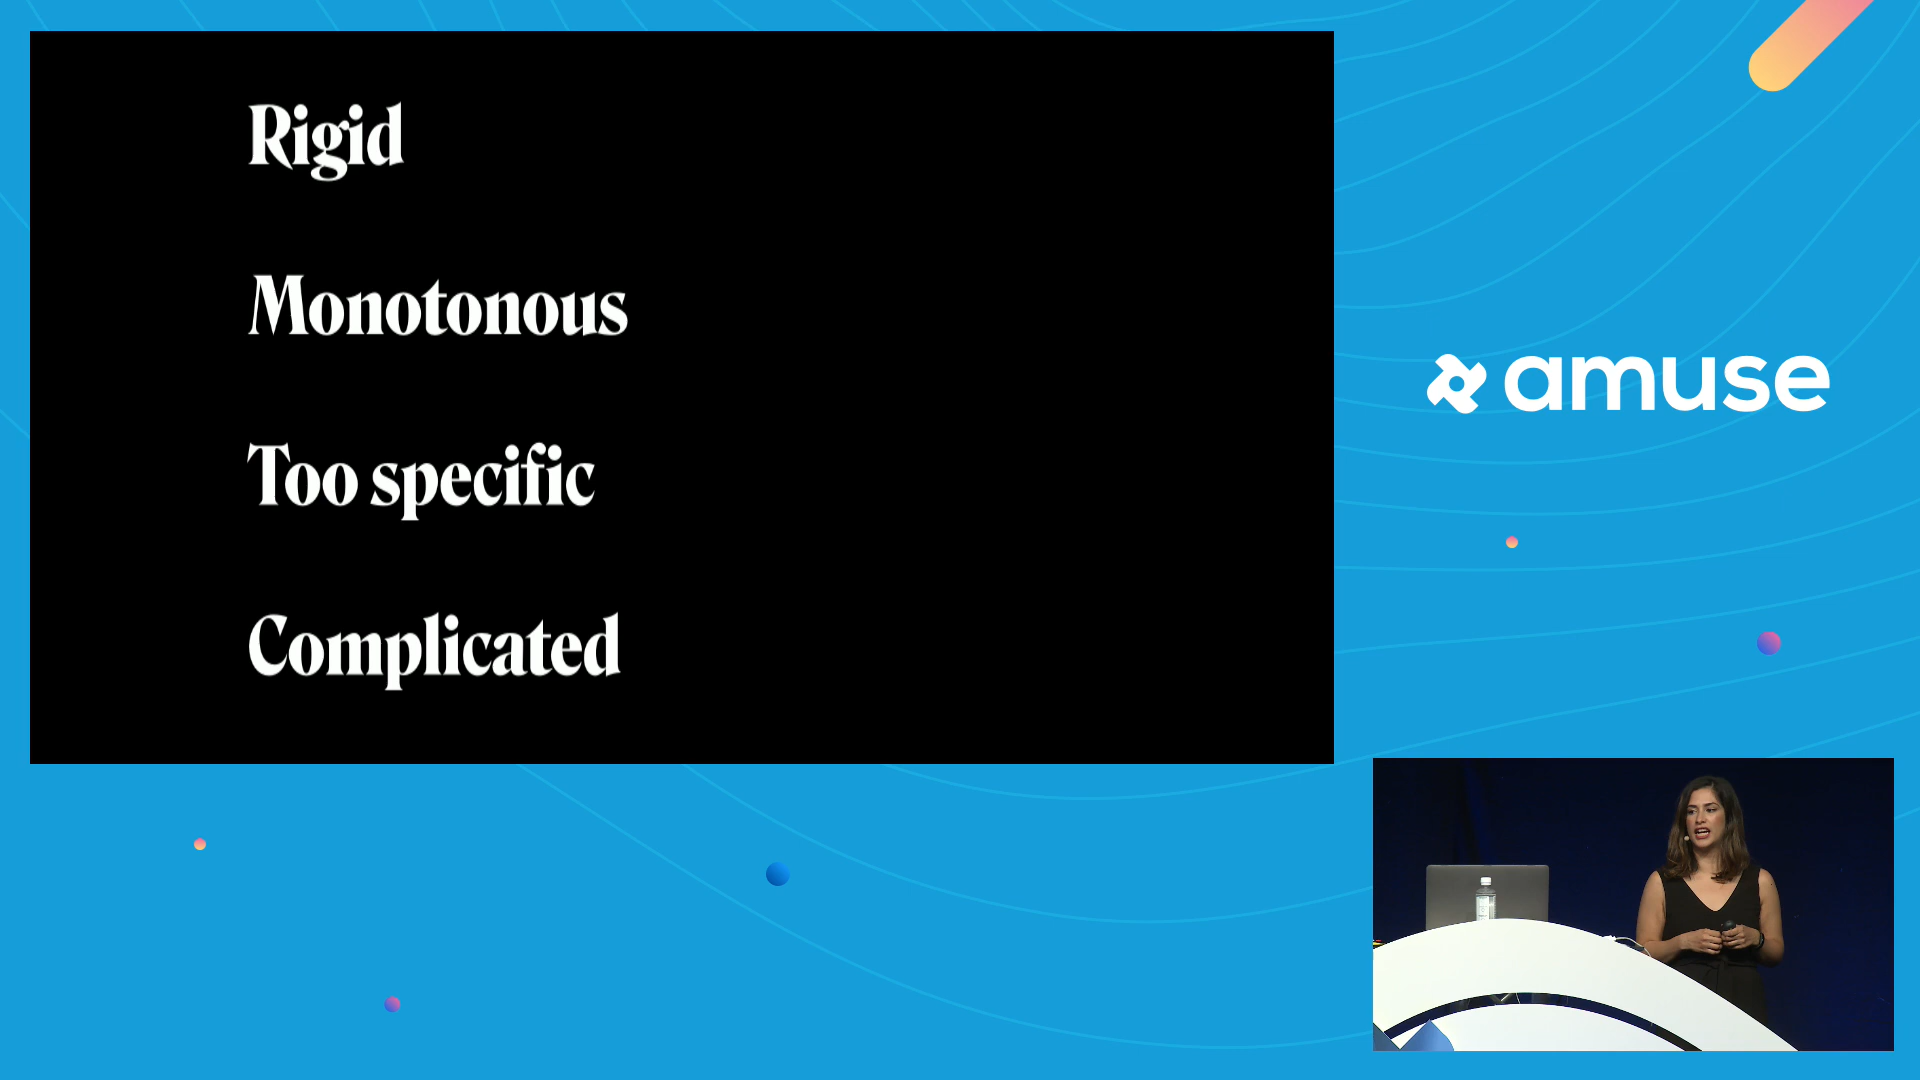 Rigid
Monotonous
Too specific
Complicated
amuse